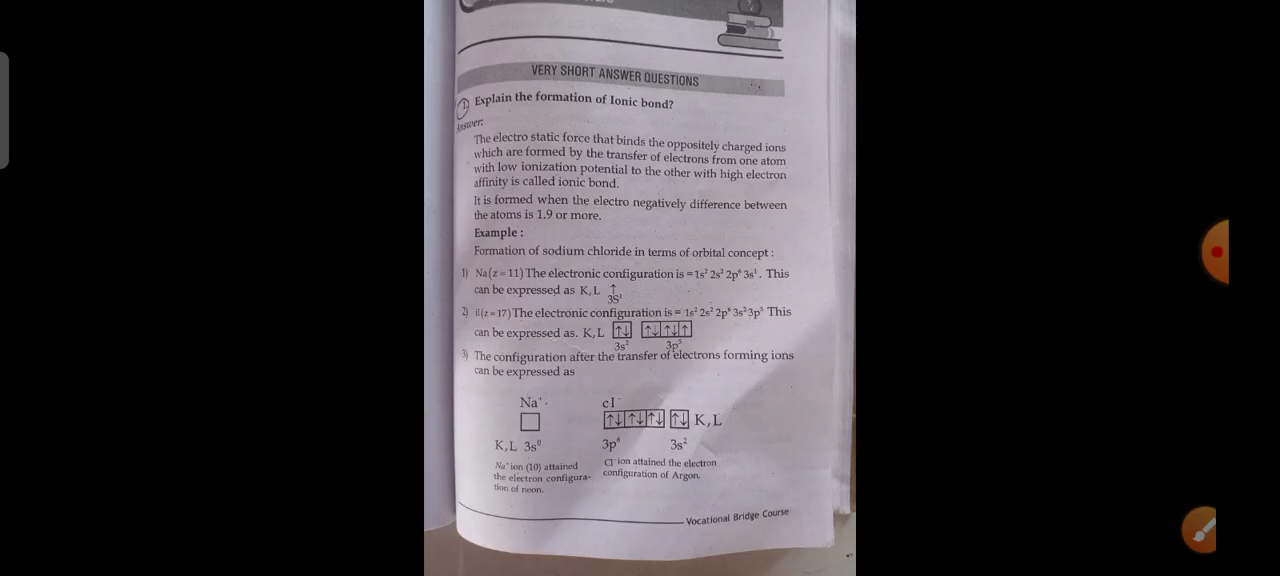 VERY SHORT ANSWER QUESTIONS
1) Explain the formation of Ionic bond?
Answer:
The electro static force that binds the oppositely charged ions
which are formed by the transfer of electrons from one atom
with low ionization potential to the other with high electron
affinity is called ionic bond.
It is formed when the electro negatively difference between
the atoms is 1.9 or more.
Example :
Formation of sodium chloride in terms of orbital concept :
1) Na(z=11) The electronic configuration is =1s² 2s² 2p⁶ 3s¹. This
can be expressed as K, L ↑
3S¹
2) il(z=17) The electronic configuration is = 1s² 2s² 2p⁶ 3s² 3p⁵ This
can be expressed as. K, L ↑↓ ↑↓ ↑↓ ↑
3s² 3p⁵
3) The configuration after the transfer of electrons forming ions
can be expressed as
Na⁺ cl⁻
↑↓ ↑↓ ↑↓ ↑↓ K, L
K, L 3s⁰ 3p⁶ 3s²
Na⁺ ion (10) attained
the electron configura-
tion of neon.
Cl⁻ ion attained the electron
configuration of Argon.
Vocational Bridge Course